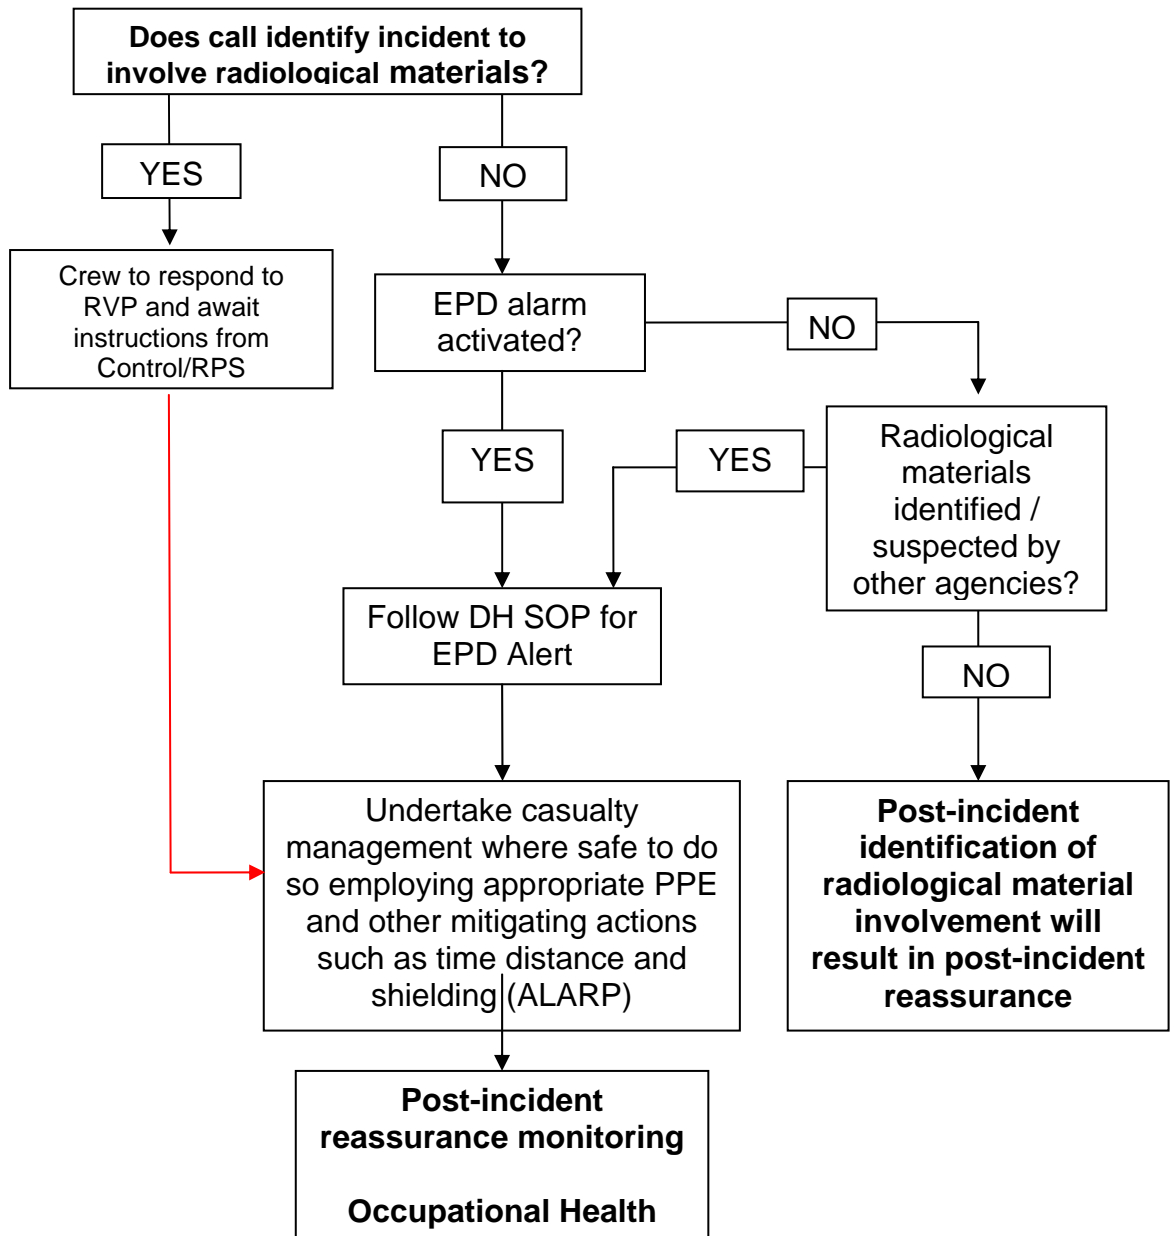 Does call identify incident to
involve radiological materials?
YES
NO
Crew to respond to
RVP and await
instructions from
Control/RPS
EPD alarm
activated?
NO
YES
YES
Radiological
materials
identified /
suspected by
other agencies?
Follow DH SOP for
EPD Alert
NO
Undertake casualty
management where safe to do
so employing appropriate PPE
and other mitigating actions
such as time distance and
shielding (ALARP)
Post-incident
identification of
radiological material
involvement will
result in post-incident
reassurance
Post-incident
reassurance monitoring
Occupational Health